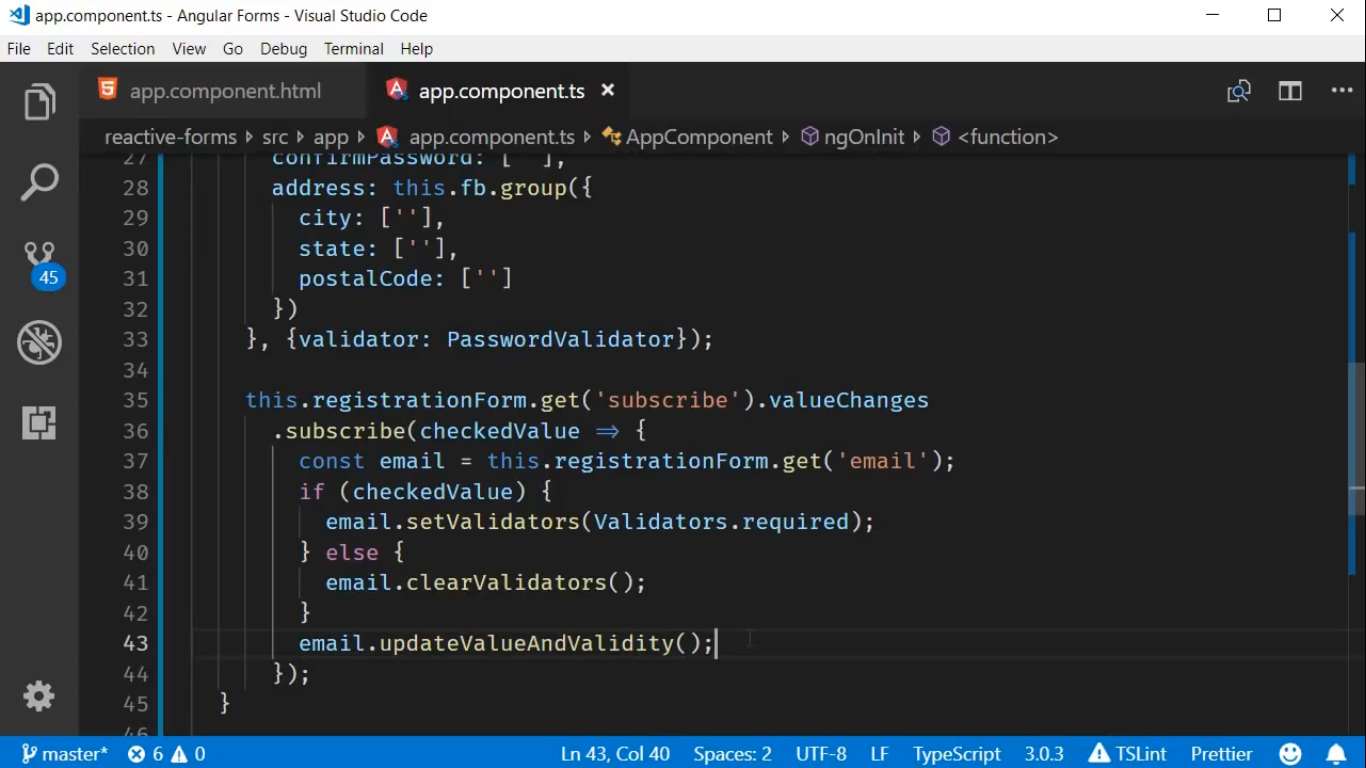 app.component.ts - Angular Forms - Visual Studio Code
File Edit Selection View Go Debug Terminal Help
app.component.html app.component.ts
reactive-forms src app app.component.ts AppComponent ngOnInit <function>
27 confirmPassword: [''],
28 address: this.fb.group({
29 city: [''],
30 state: [''],
31 postalCode: ['']
32 })
33 }, {validator: PasswordValidator});
34
35 this.registrationForm.get('subscribe').valueChanges
36 .subscribe(checkedValue => {
37 const email = this.registrationForm.get('email');
38 if (checkedValue) {
39 email.setValidators(Validators.required);
40 } else {
41 email.clearValidators();
42 }
43 email.updateValueAndValidity();
44 });
45 }
46
45
master* 6 0 Ln 43, Col 40 Spaces: 2 UTF-8 LF TypeScript 3.0.3 TSLint Prettier